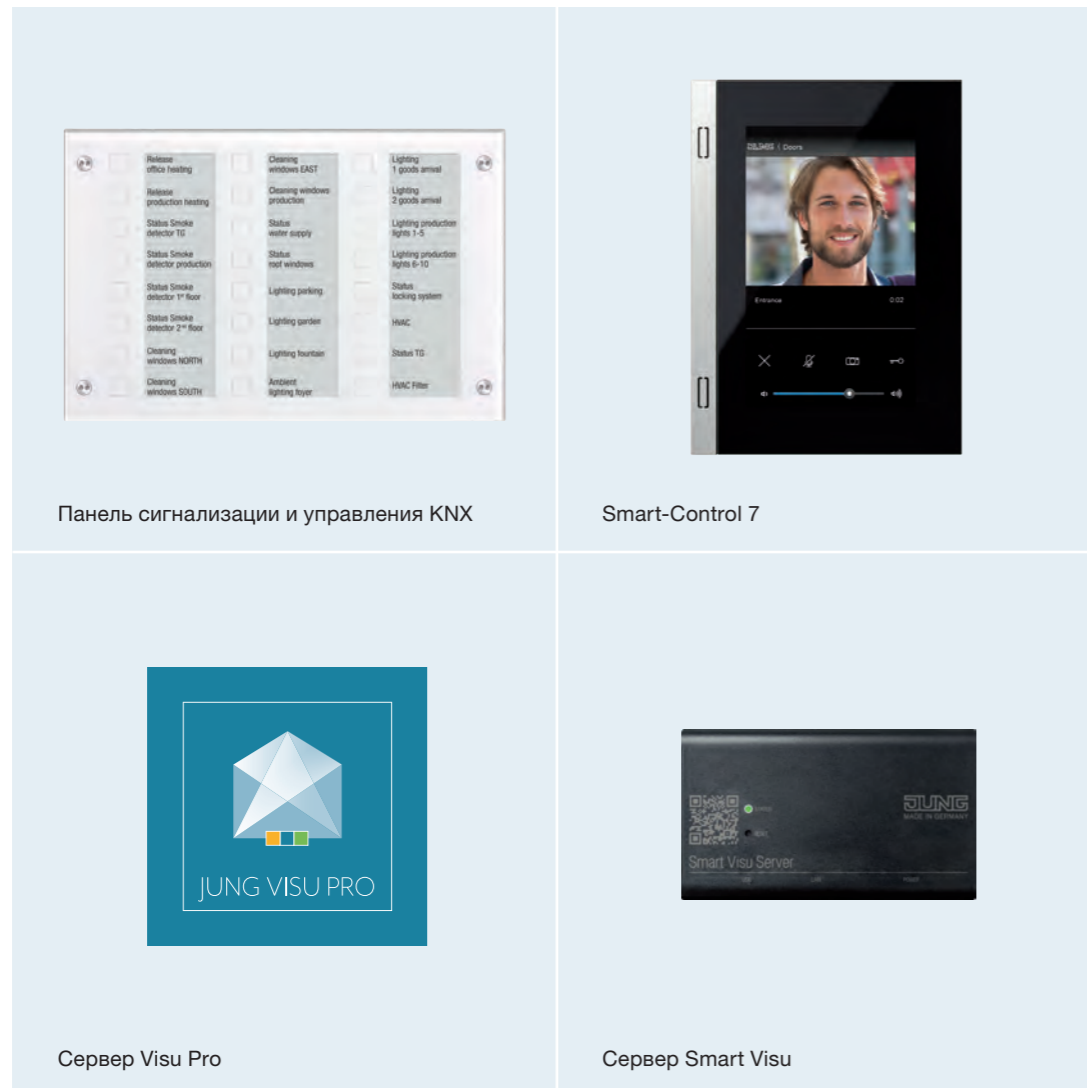 Release
office heating
Release
production heating
Status Smoke
detector TG
Status Smoke
detector production
Status Smoke
detector 1st floor
Status Smoke
detector 2nd floor
Cleaning
windows NORTH
Cleaning
windows SOUTH
Cleaning
windows EAST
Cleaning windows
production
Status
water supply
Status
roof windows
Lighting parking
Lighting garden
Lighting fountain
Ambient
lighting foyer
Lighting
1 goods arrival
Lighting
2 goods arrival
Lighting production
lights 1-5
Lighting production
lights 6-10
Status
locking system
HVAC
Status TG
HVAC Filter
Панель сигнализации и управления KNX
JUNG | Doors
Entrance 0:02
Smart-Control 7
JUNG VISU PRO
Сервер Visu Pro
JUNG
MADE IN GERMANY
Smart Visu Server
USB LAN POWER
Сервер Smart Visu